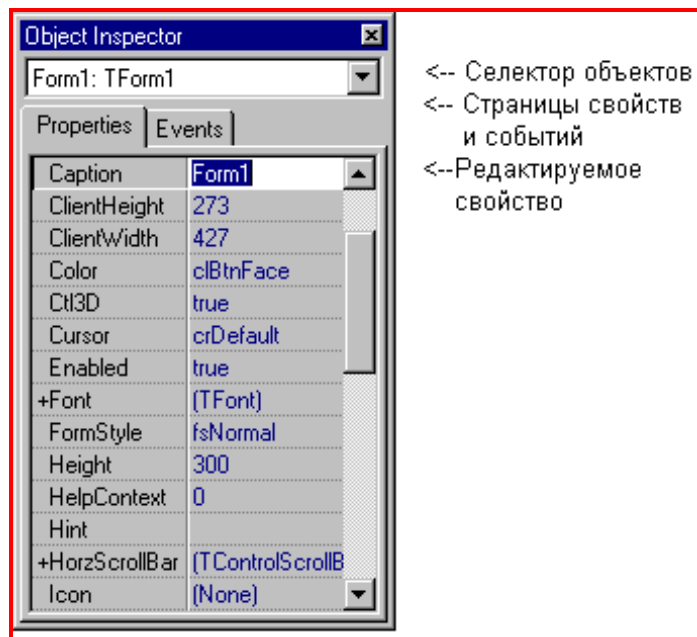 Object Inspector
Form1: TForm1
Properties Events
Caption Form1
ClientHeight 273
ClientWidth 427
Color clBtnFace
Ctl3D true
Cursor crDefault
Enabled true
+Font (TFont)
FormStyle fsNormal
Height 300
HelpContext 0
Hint
+HorzScrollBar (TControlScrollB
Icon (None)
<-- Селектор объектов
<-- Страницы свойств
и событий
<--Редактируемое
свойство